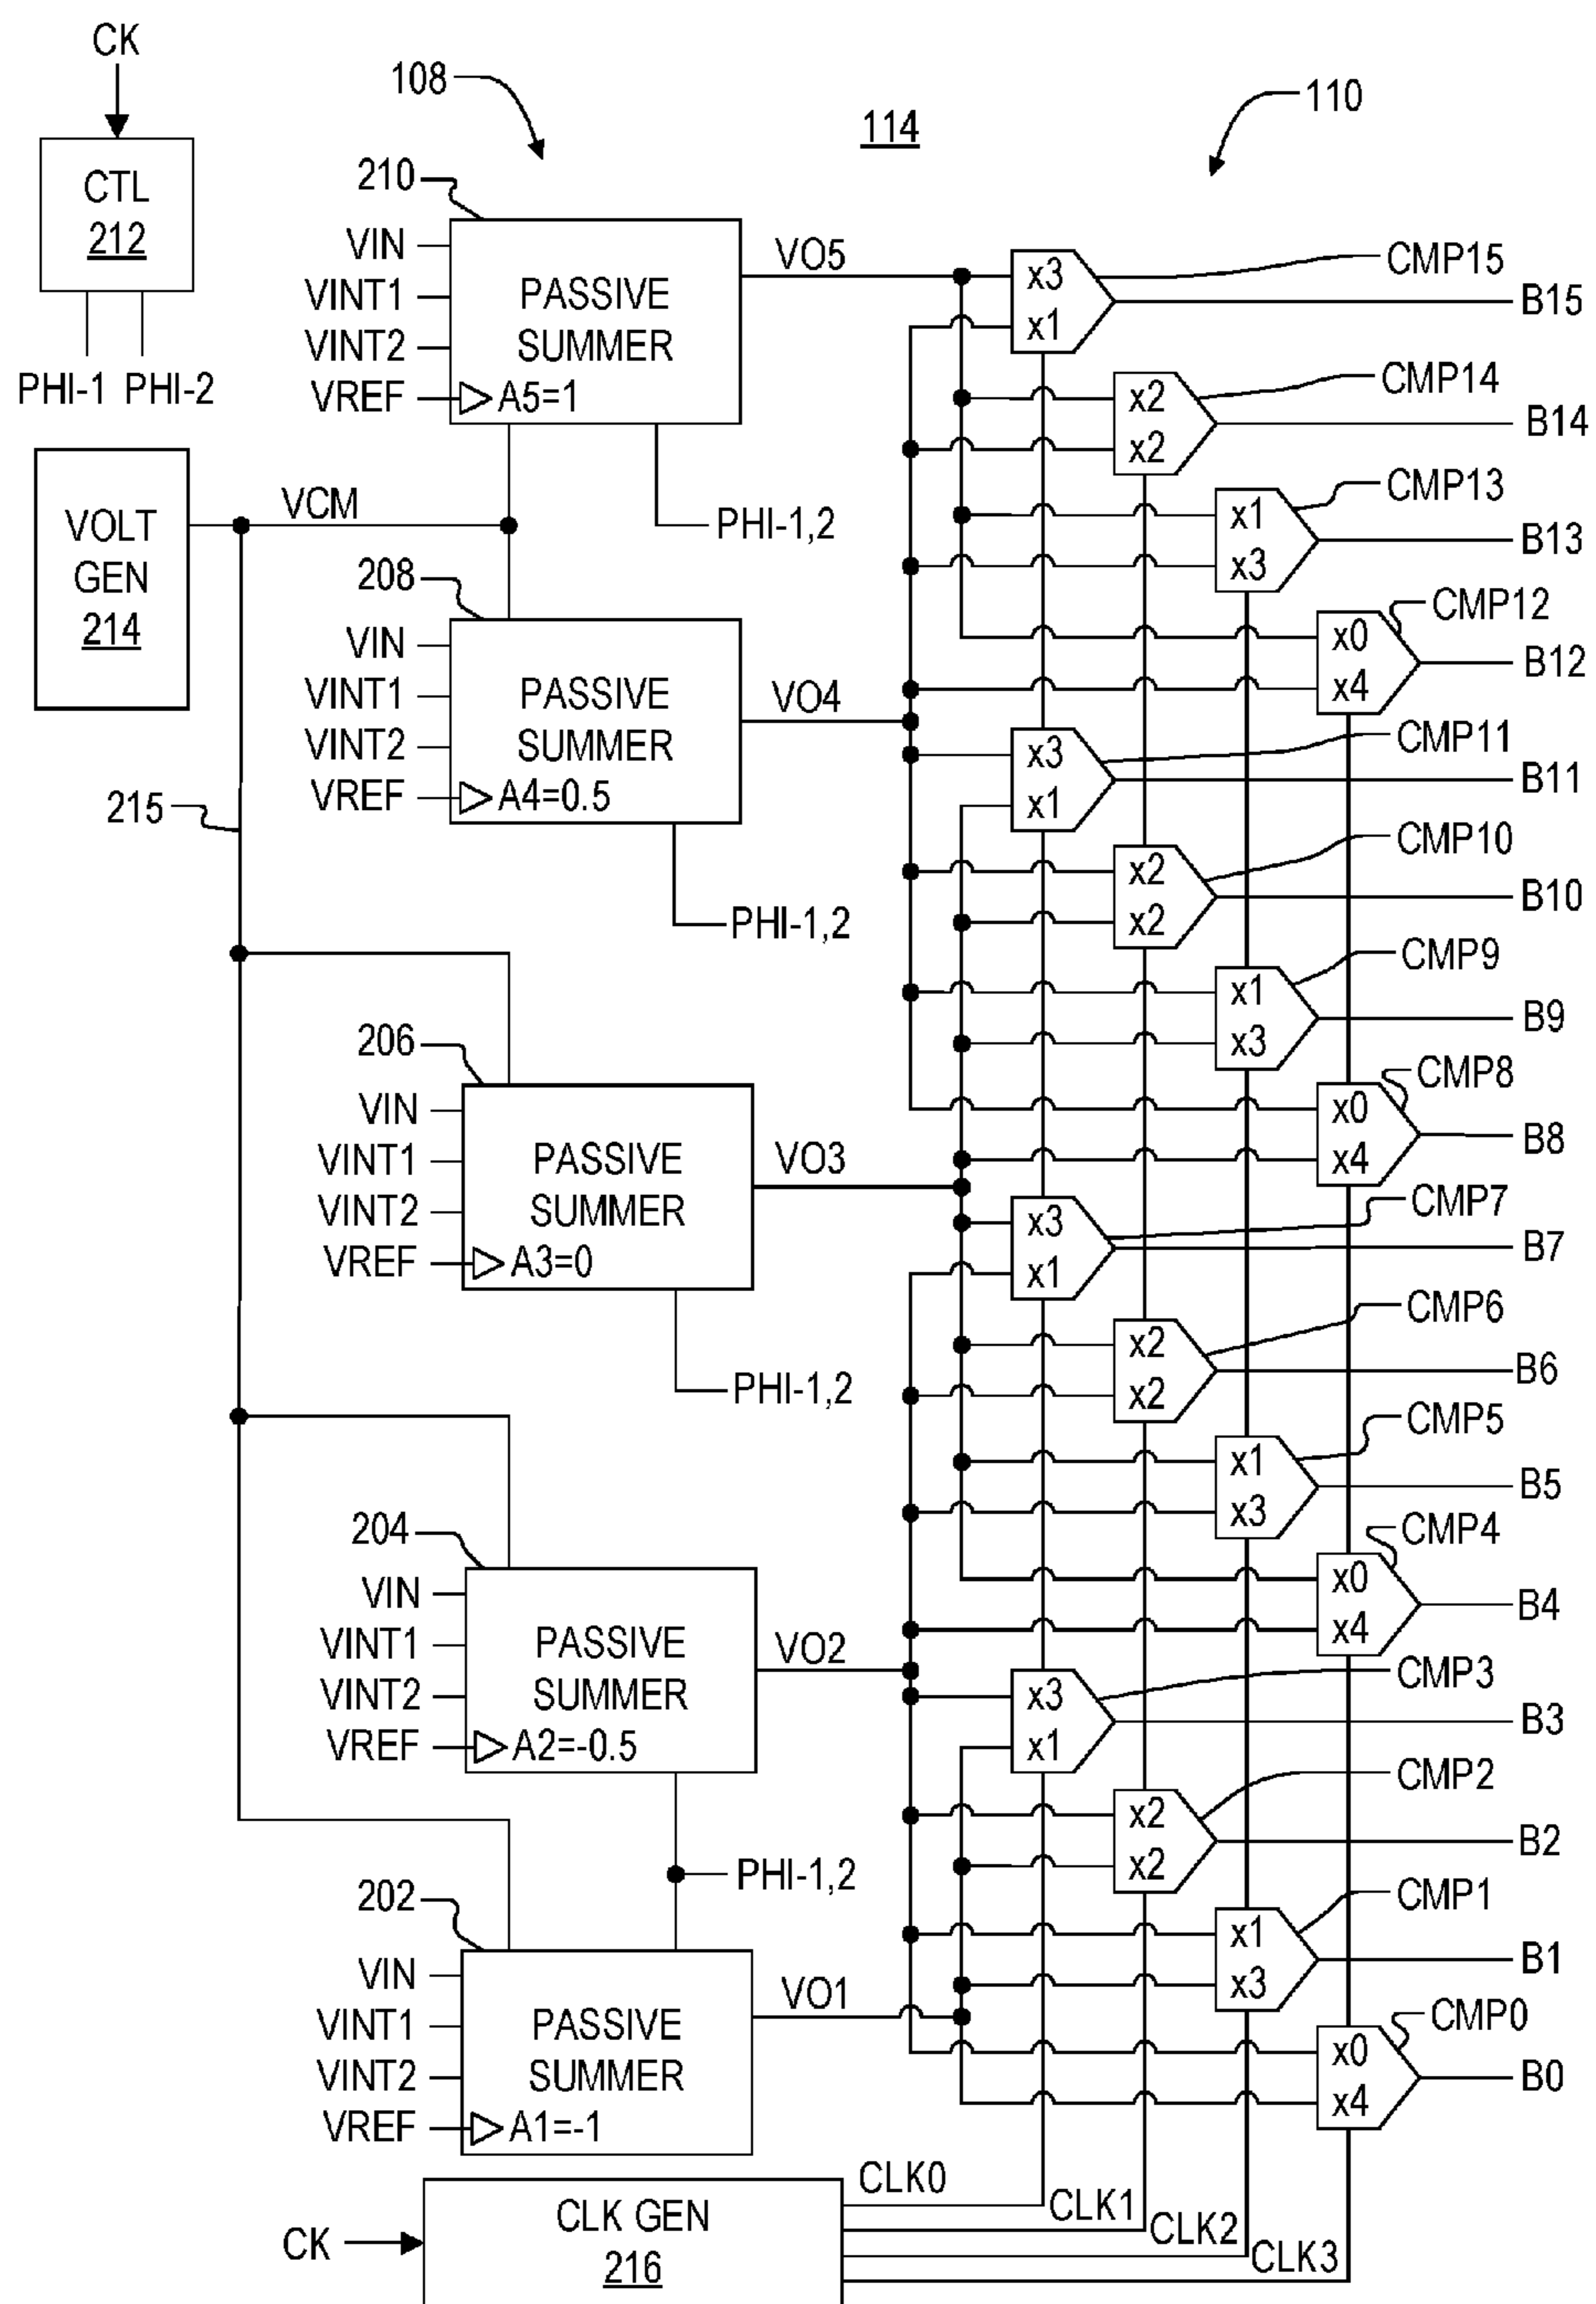 CK
CTL
212
PHI-1 PHI-2
108
114
110
210
VIN
VINT1
VINT2
VREF
PASSIVE
SUMMER
A5=1
VO5
PHI-1,2
VOLT
GEN
214
VCM
215
208
VIN
VINT1
VINT2
VREF
PASSIVE
SUMMER
A4=0.5
VO4
PHI-1,2
206
VIN
VINT1
VINT2
VREF
PASSIVE
SUMMER
A3=0
VO3
PHI-1,2
204
VIN
VINT1
VINT2
VREF
PASSIVE
SUMMER
A2=-0.5
VO2
PHI-1,2
202
VIN
VINT1
VINT2
VREF
PASSIVE
SUMMER
A1=-1
VO1
x3
x1
CMP15
B15
x2
x2
CMP14
B14
x1
x3
CMP13
B13
x0
x4
CMP12
B12
x3
x1
CMP11
B11
x2
x2
CMP10
B10
x1
x3
CMP9
B9
x0
x4
CMP8
B8
x3
x1
CMP7
B7
x2
x2
CMP6
B6
x1
x3
CMP5
B5
x0
x4
CMP4
B4
x3
x1
CMP3
B3
x2
x2
CMP2
B2
x1
x3
CMP1
B1
x0
x4
CMP0
B0
CK
CLK GEN
216
CLK0
CLK1
CLK2
CLK3